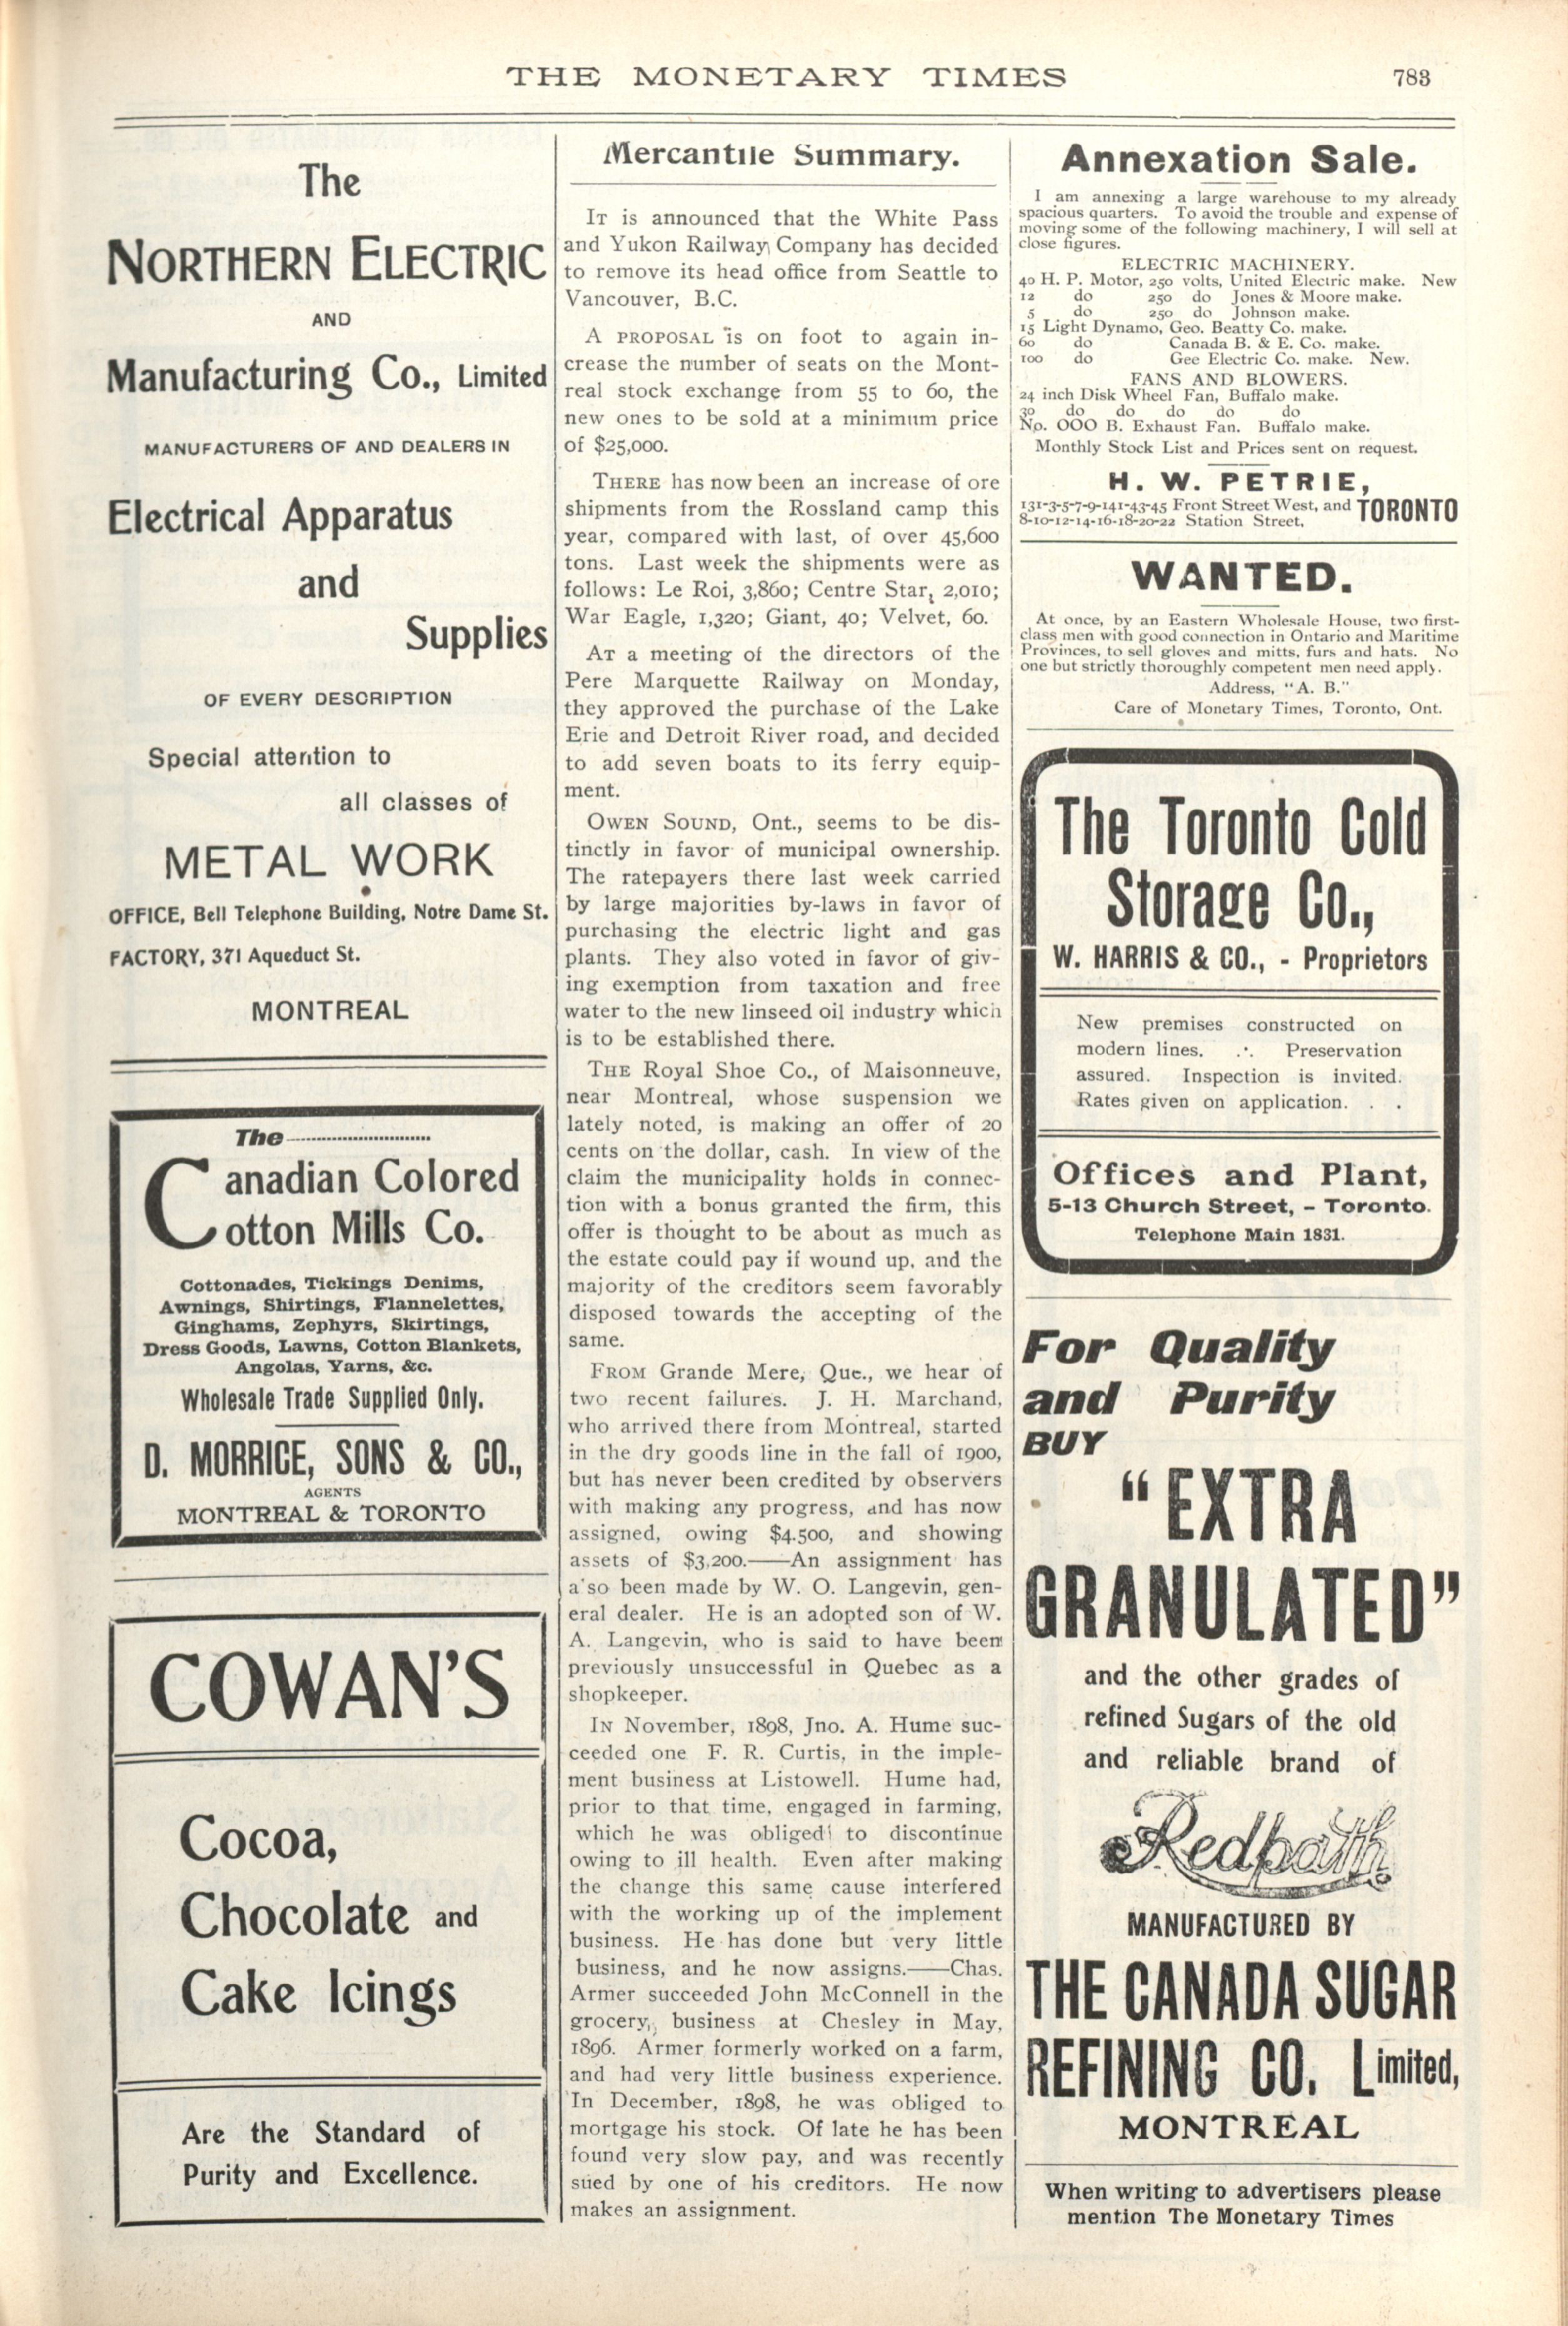 THE MONETARY TIMES
783
The
NORTHERN ELECTRIC
AND
Manufacturing Co., Limited
MANUFACTURERS OF AND DEALERS IN
Electrical Apparatus
and
Supplies
OF EVERY DESCRIPTION
Special attention to
all classes of
METAL WORK
OFFICE, Bell Telephone Building, Notre Dame St.
FACTORY, 371 Aqueduct St.
MONTREAL
The
Canadian Colored
Cotton Mills Co.
Cottonades, Tickings Denims,
Awnings, Shirtings, Flannelettes,
Ginghams, Zephyrs, Skirtings,
Dress Goods, Lawns, Cotton Blankets,
Angolas, Yarns, &c.
Wholesale Trade Supplied Only.
D. MORRICE, SONS & CO.,
AGENTS
MONTREAL & TORONTO
COWAN'S
Cocoa,
Chocolate and
Cake Icings
Are the Standard of
Purity and Excellence.
Mercantile Summary.
IT is announced that the White Pass
and Yukon Railway Company has decided
to remove its head office from Seattle to
Vancouver, B.C.
A PROPOSAL is on foot to again in-
crease the number of seats on the Mont-
real stock exchange from 55 to 60, the
new ones to be sold at a minimum price
of $25,000.
THERE has now been an increase of ore
shipments from the Rossland camp this
year, compared with last, of over 45,600
tons. Last week the shipments were as
follows: Le Roi, 3,860; Centre Star, 2,010;
War Eagle, 1,320; Giant, 40; Velvet, 60.
AT a meeting of the directors of the
Pere Marquette Railway on Monday,
they approved the purchase of the Lake
Erie and Detroit River road, and decided
to add seven boats to its ferry equip-
ment.
OWEN SOUND, Ont., seems to be dis-
tinctly in favor of municipal ownership.
The ratepayers there last week carried
by large majorities by-laws in favor of
purchasing the electric light and gas
plants. They also voted in favor of giv-
ing exemption from taxation and free
water to the new linseed oil industry which
is to be established there.
THE Royal Shoe Co., of Maisonneuve,
near Montreal, whose suspension we
lately noted, is making an offer of 20
cents on the dollar, cash. In view of the
claim the municipality holds in connec-
tion with a bonus granted the firm, this
offer is thought to be about as much as
the estate could pay if wound up, and the
majority of the creditors seem favorably
disposed towards the accepting of the
same.
FROM Grande Mere, Que., we hear of
two recent failures. J. H. Marchand,
who arrived there from Montreal, started
in the dry goods line in the fall of 1900,
but has never been credited by observers
with making any progress, and has now
assigned, owing $4.500, and showing
assets of $3,200.——An assignment has
a'so been made by W. O. Langevin, gen-
eral dealer. He is an adopted son of W.
A. Langevin, who is said to have been
previously unsuccessful in Quebec as a
shopkeeper.
IN November, 1898, Jno. A. Hume suc-
ceeded one F. R. Curtis, in the imple-
ment business at Listowell. Hume had,
prior to that time, engaged in farming,
which he was obliged to discontinue
owing to ill health. Even after making
the change this same cause interfered
with the working up of the implement
business. He has done but very little
business, and he now assigns.——Chas.
Armer succeeded John McConnell in the
grocery, business at Chesley in May,
1896. Armer formerly worked on a farm,
and had very little business experience.
In December, 1898, he was obliged to
mortgage his stock. Of late he has been
found very slow pay, and was recently
sued by one of his creditors. He now
makes an assignment.
Annexation Sale.
I am annexing a large warehouse to my already
spacious quarters. To avoid the trouble and expense of
moving some of the following machinery, I will sell at
close figures.
ELECTRIC MACHINERY.
40 H. P. Motor, 250 volts, United Electric make. New
12 do 250 do Jones & Moore make.
5 do 250 do Johnson make.
15 Light Dynamo, Geo. Beatty Co. make.
60 do Canada B. & E. Co. make.
100 do Gee Electric Co. make. New.
FANS AND BLOWERS.
24 inch Disk Wheel Fan, Buffalo make.
30 do do do do do
No. OOO B. Exhaust Fan. Buffalo make.
Monthly Stock List and Prices sent on request.
H. W. PETRIE,
131-3-5-7-9-141-43-45 Front Street West, and
8-10-12-14-16-18-20-22 Station Street,
TORONTO
WANTED.
At once, by an Eastern Wholesale House, two first-
class men with good connection in Ontario and Maritime
Provinces, to sell gloves and mitts, furs and hats. No
one but strictly thoroughly competent men need apply.
Address, "A. B."
Care of Monetary Times, Toronto, Ont.
The Toronto Cold
Storage Co.,
W. HARRIS & CO., - Proprietors
New premises constructed on
modern lines. .·. Preservation
assured. Inspection is invited.
Rates given on application. . .
Offices and Plant,
5-13 Church Street, - Toronto.
Telephone Main 1831.
For Quality
and Purity
BUY
"EXTRA
GRANULATED"
and the other grades of
refined Sugars of the old
and reliable brand of
Redpath
MANUFACTURED BY
THE CANADA SUGAR
REFINING CO. Limited,
MONTREAL
When writing to advertisers please
mention The Monetary Times